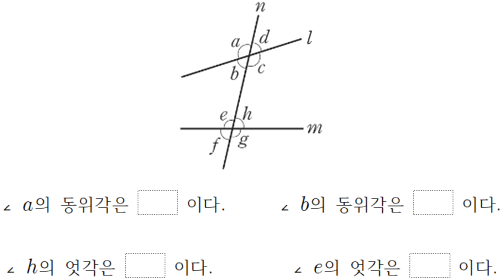 n
a d l
b c
e h
m
f g
∠a의 동위각은 이다. ∠b의 동위각은 이다.
∠h의 엇각은 이다. ∠e의 엇각은 이다.